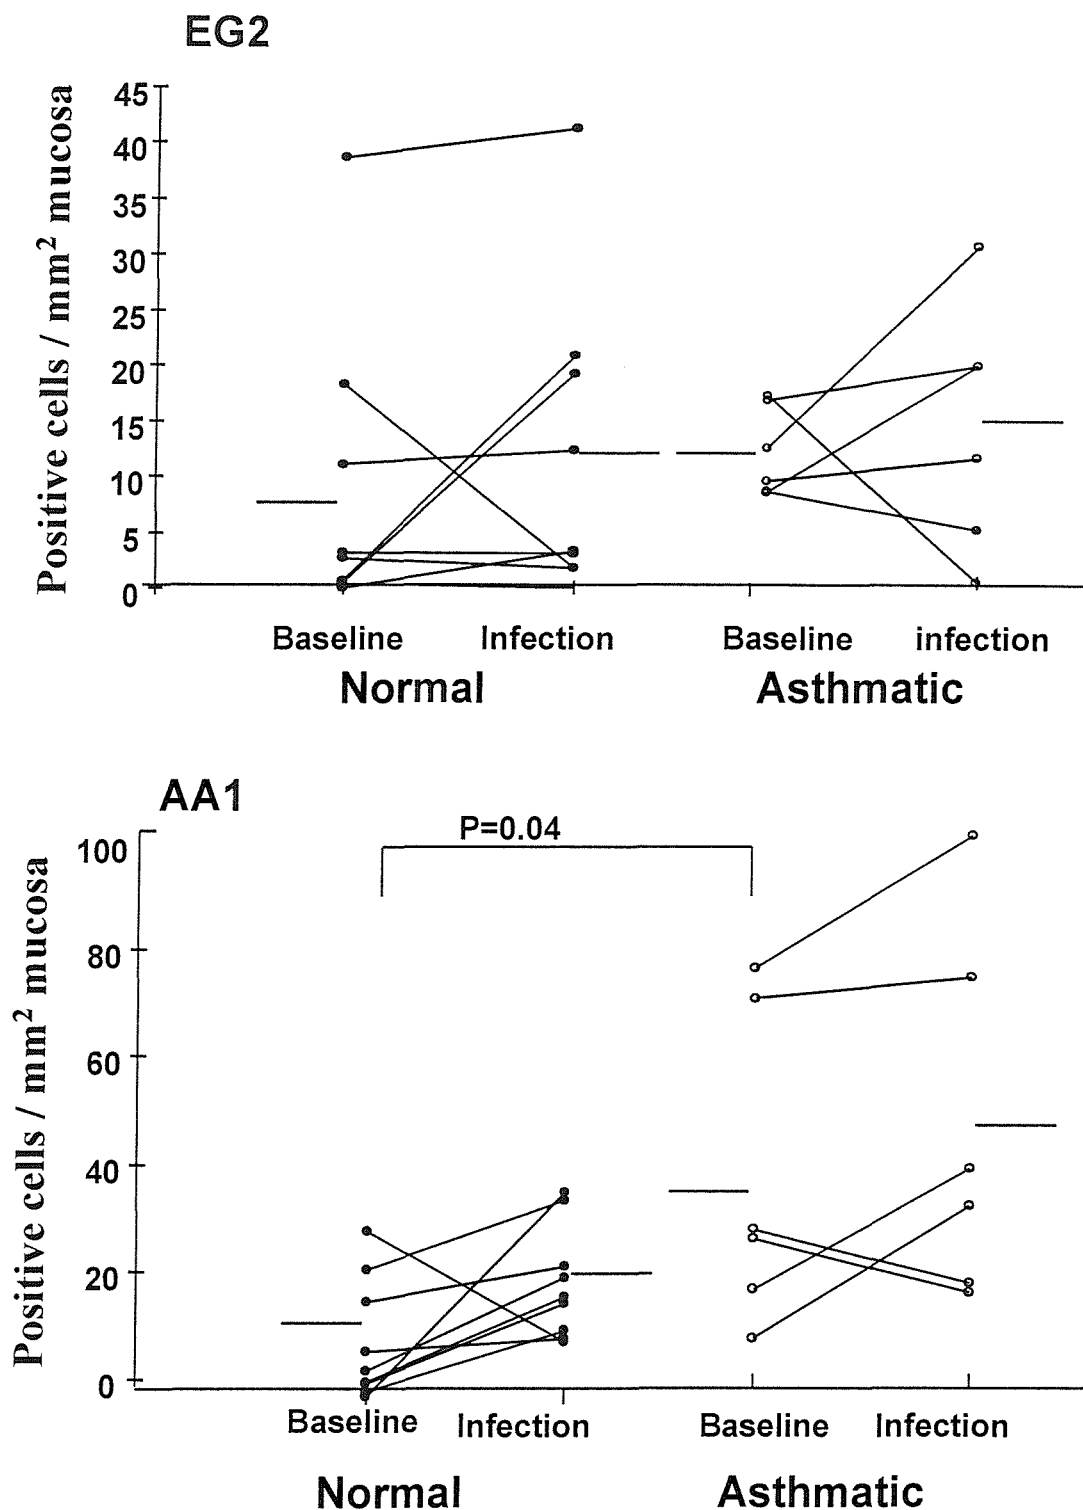 EG2
Positive cells / mm² mucosa
45
40
35
30
25
20
15
10
5
0
Baseline Infection Baseline infection
Normal Asthmatic
AA1
P=0.04
Positive cells / mm² mucosa
100
80
60
40
20
0
Baseline Infection Baseline Infection
Normal Asthmatic